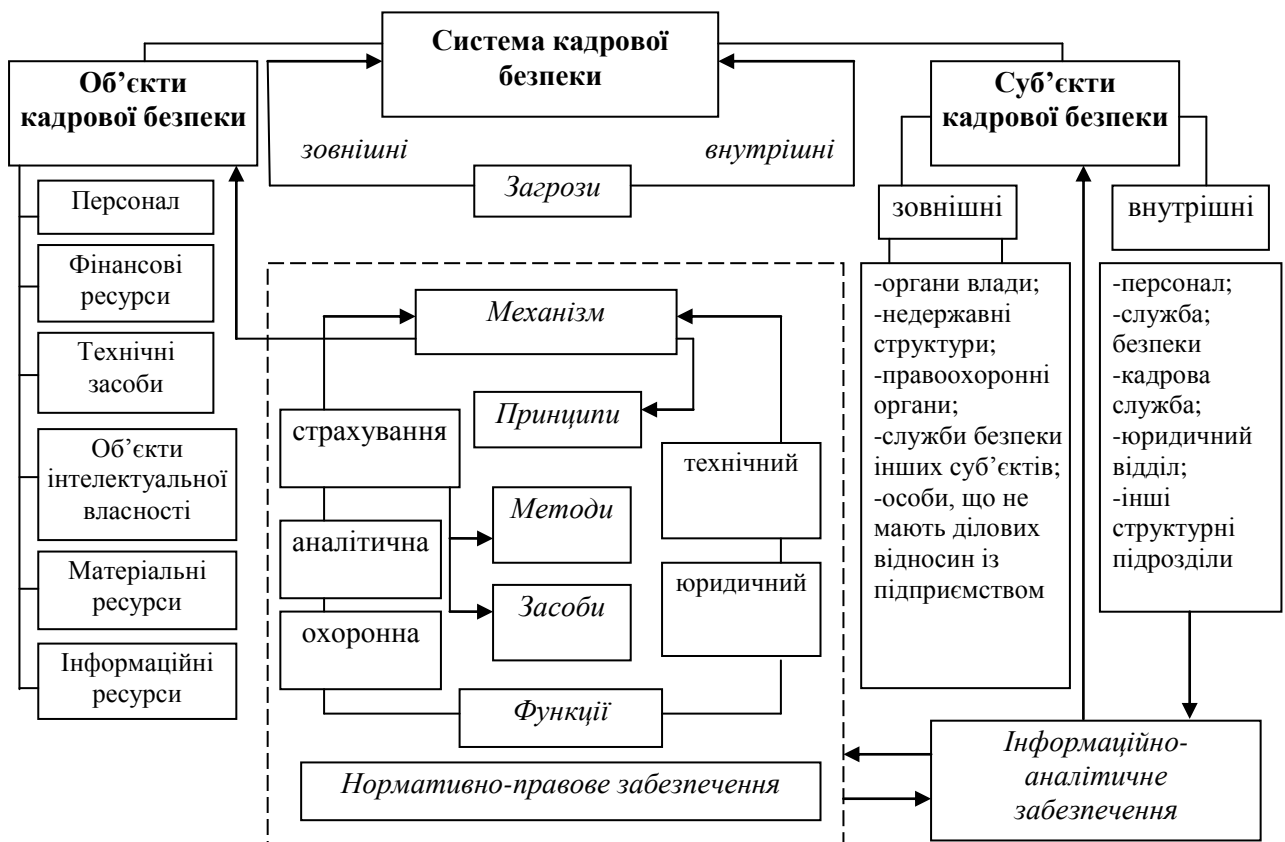 Система кадрової
безпеки
Об’єкти
кадрової безпеки
Суб’єкти
кадрової безпеки
зовнішні
внутрішні
Загрози
Персонал
Фінансові
ресурси
Технічні
засоби
Об’єкти
інтелектуальної
власності
Матеріальні
ресурси
Інформаційні
ресурси
Механізм
Принципи
страхування
Методи
аналітична
Засоби
охоронна
технічний
юридичний
Функції
Нормативно-правове забезпечення
зовнішні
-органи влади;
-недержавні
структури;
-правоохоронні
органи;
-служби безпеки
інших суб’єктів;
-особи, що не
мають ділових
відносин із
підприємством
внутрішні
-персонал;
-служба;
безпеки
-кадрова
служба;
-юридичний
відділ;
-інші
структурні
підрозділи
Інформаційно-
аналітичне
забезпечення